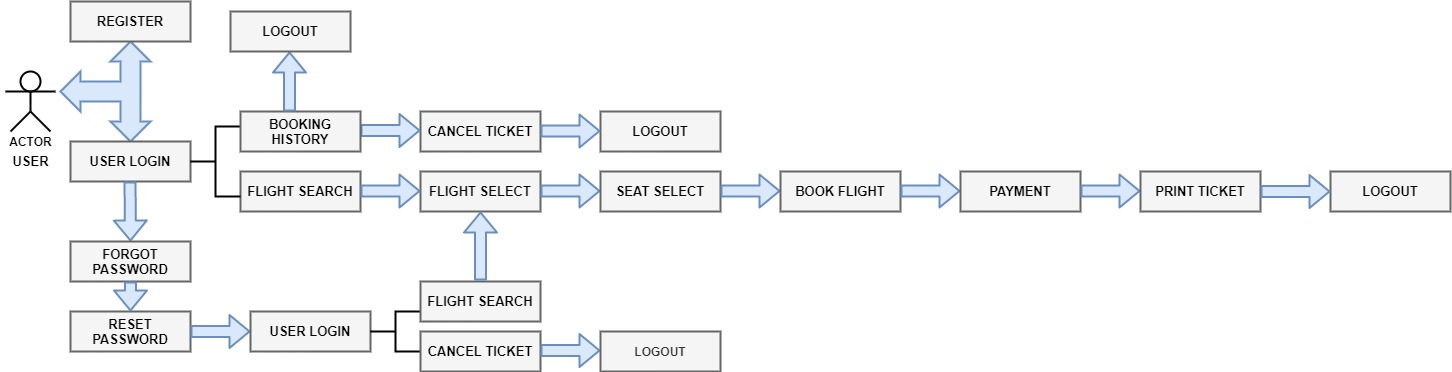 REGISTER
LOGOUT
ACTOR
USER
USER LOGIN
BOOKING
HISTORY
CANCEL TICKET
LOGOUT
FLIGHT SEARCH
FLIGHT SELECT
SEAT SELECT
BOOK FLIGHT
PAYMENT
PRINT TICKET
LOGOUT
FORGOT
PASSWORD
RESET
PASSWORD
USER LOGIN
FLIGHT SEARCH
CANCEL TICKET
LOGOUT